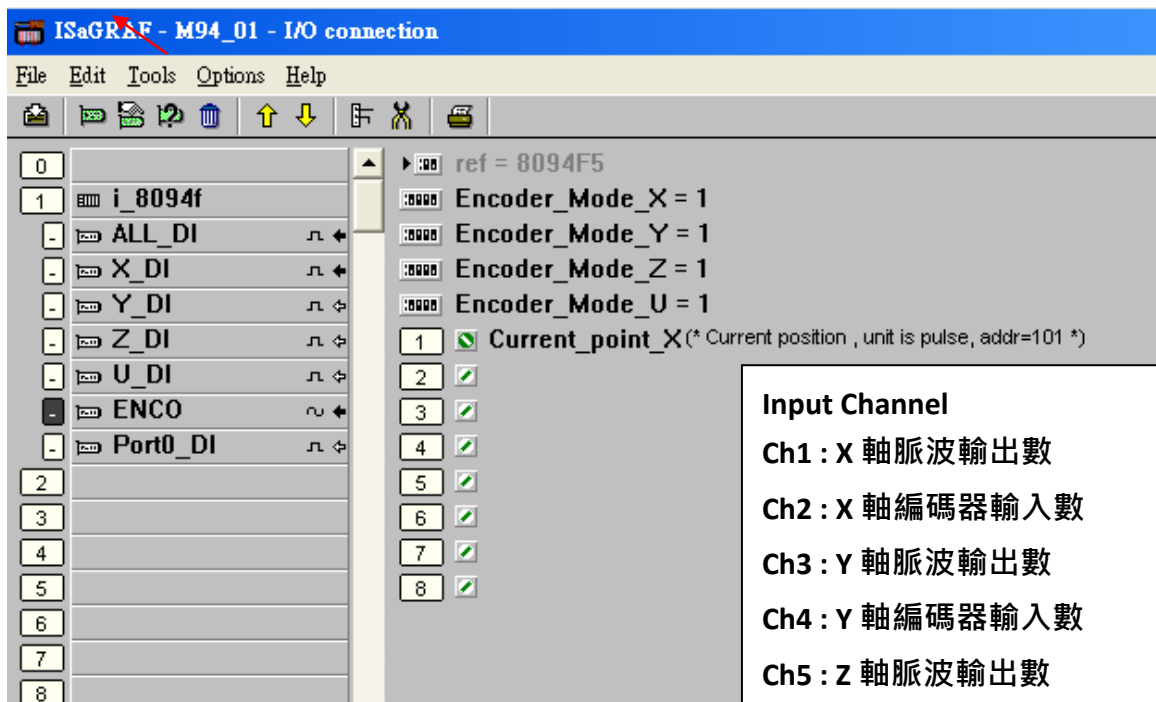 ISaGRAF - M94_01 - I/O connection
File Edit Tools Options Help
0
1 i_8094f
- ALL_DI
- X_DI
- Y_DI
- Z_DI
- U_DI
- ENCO
- Port0_DI
2
3
4
5
6
7
8
ref = 8094F5
Encoder_Mode_X = 1
Encoder_Mode_Y = 1
Encoder_Mode_Z = 1
Encoder_Mode_U = 1
1 Current_point_X (* Current position , unit is pulse, addr=101 *)
2
3
4
5
6
7
8
Input Channel
Ch1 : X 軸脈波輸出數
Ch2 : X 軸編碼器輸入數
Ch3 : Y 軸脈波輸出數
Ch4 : Y 軸編碼器輸入數
Ch5 : Z 軸脈波輸出數